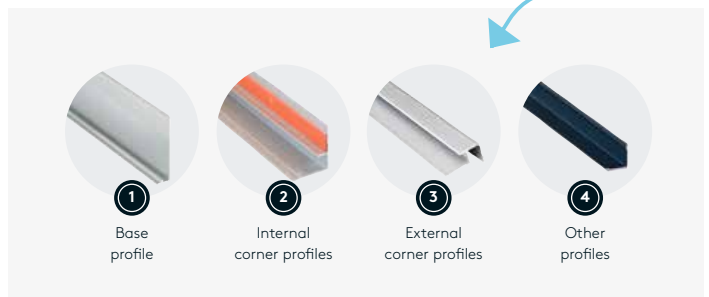 1
Base
profile
2
Internal
corner profiles
3
External
corner profiles
4
Other
profiles